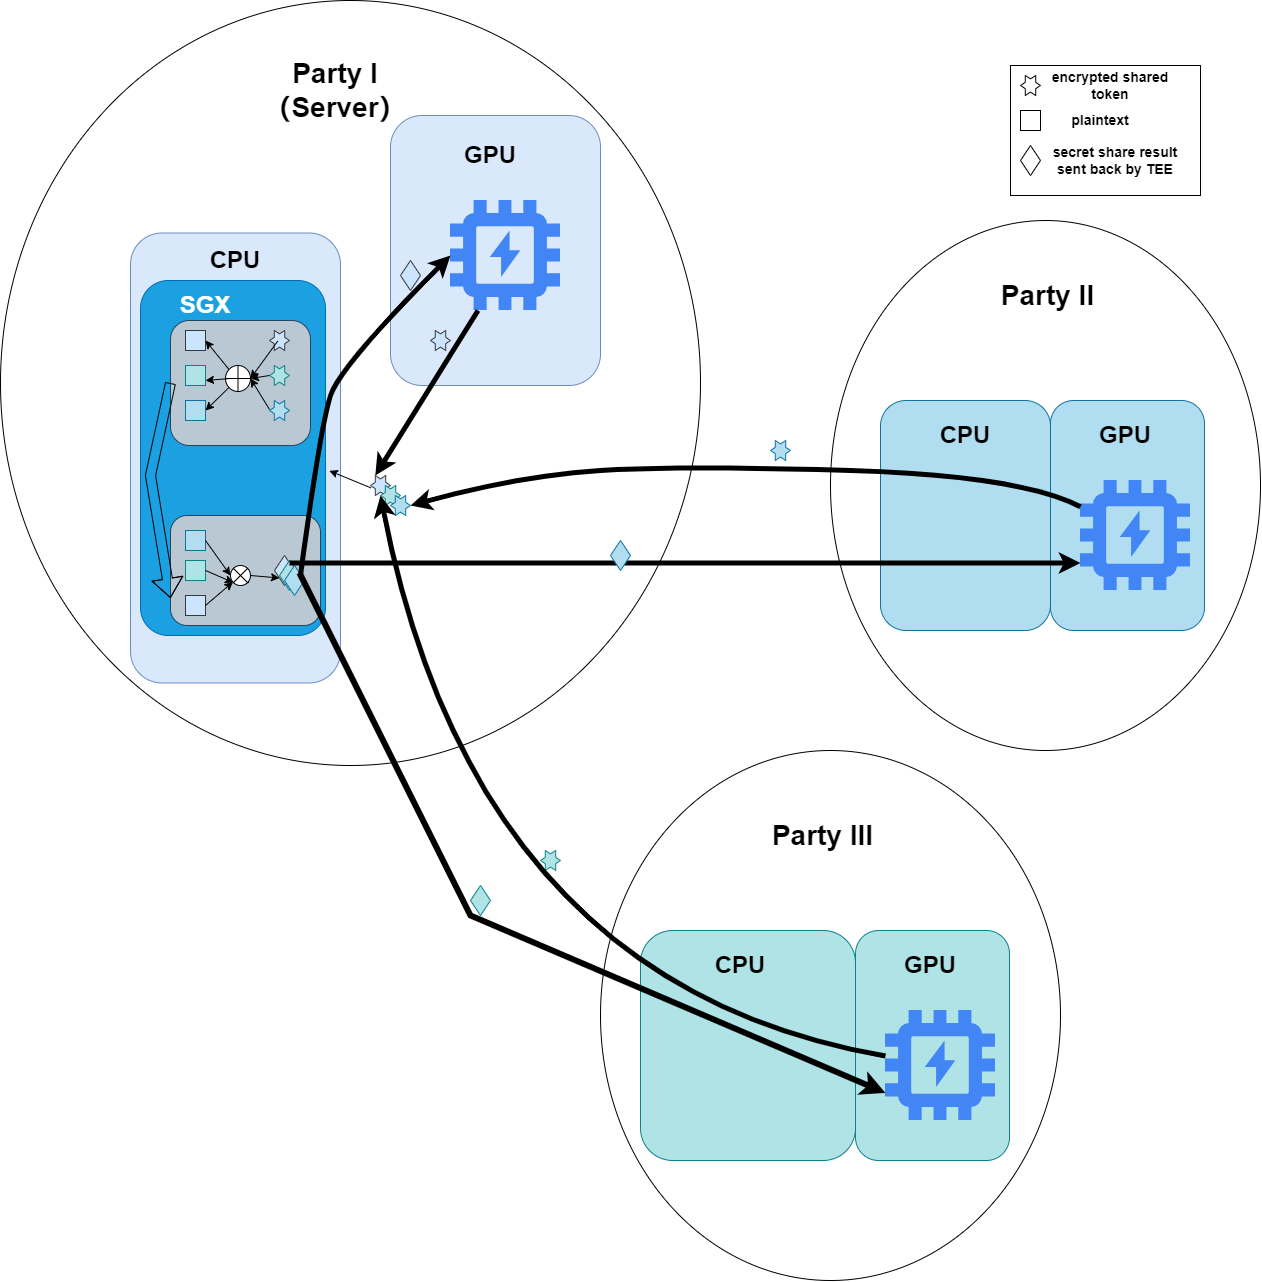 Party I
(Server)
GPU
CPU
SGX
encrypted shared
token
plaintext
secret share result
sent back by TEE
Party II
CPU
GPU
Party III
CPU
GPU